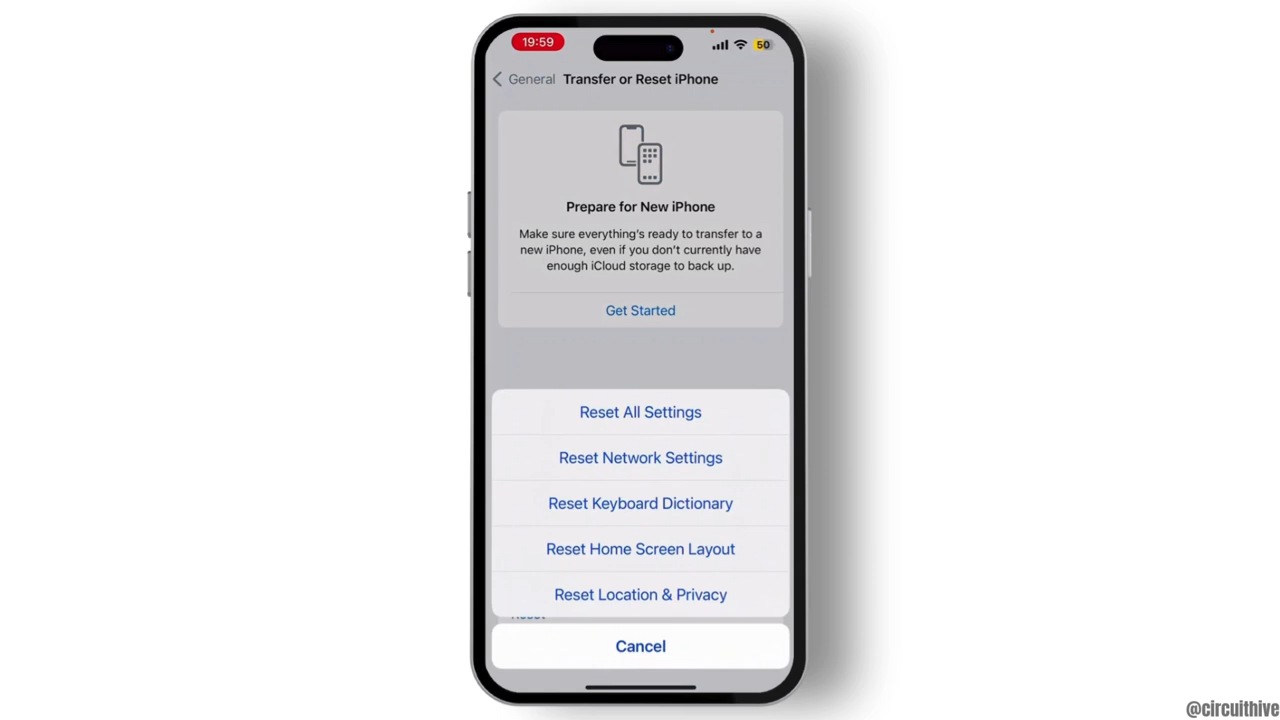 19:59
50
General
Transfer or Reset iPhone
Prepare for New iPhone
Make sure everything's ready to transfer to a
new iPhone, even if you don't currently have
enough iCloud storage to back up.
Get Started
Reset All Settings
Reset Network Settings
Reset Keyboard Dictionary
Reset Home Screen Layout
Reset Location & Privacy
Reset
Cancel
@circuithive